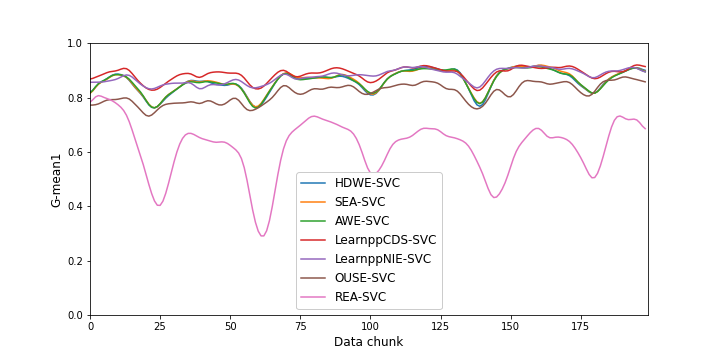 1.0
0.8
0.6
0.4
0.2
0.0
G-mean1
0 25 50 75 100 125 150 175
Data chunk
HDWE-SVC
SEA-SVC
AWE-SVC
LearnppCDS-SVC
LearnppNIE-SVC
OUSE-SVC
REA-SVC